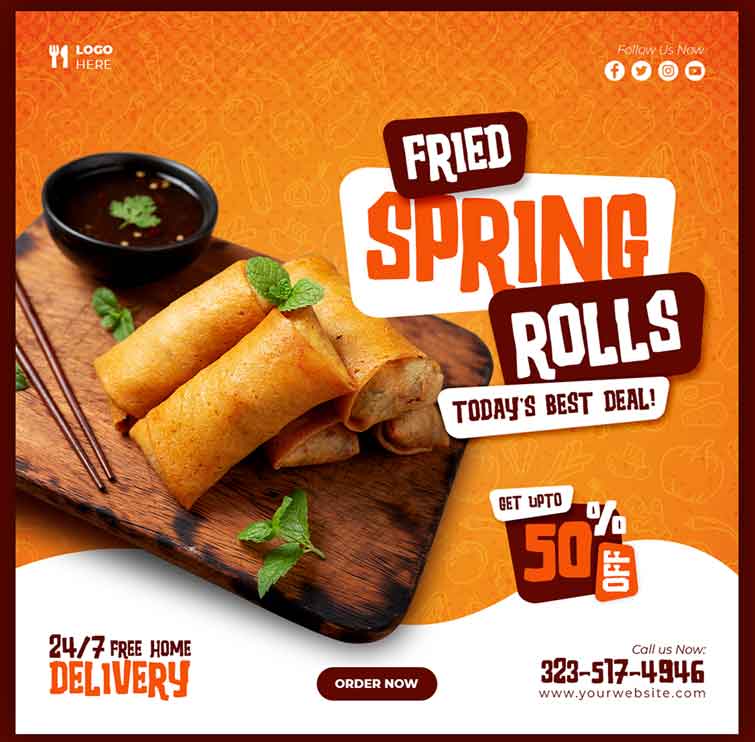 LOGO
HERE
Follow Us Now
FRIED
SPRING
ROLLS
TODAY'S BEST DEAL!
GET UPTO
50%
OFF
24/7 FREE HOME
DELIVERY
ORDER NOW
Call us Now:
323-517-4946
www.yourwebsite.com